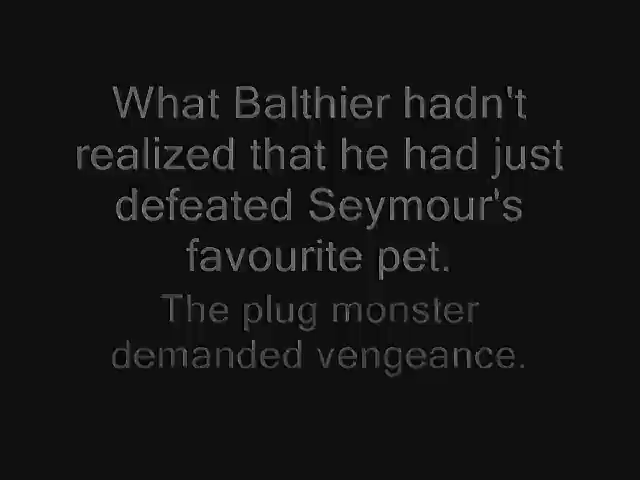 What Balthier hadn't
realized that he had just
defeated Seymour's
favourite pet.
The plug monster
demanded vengeance.